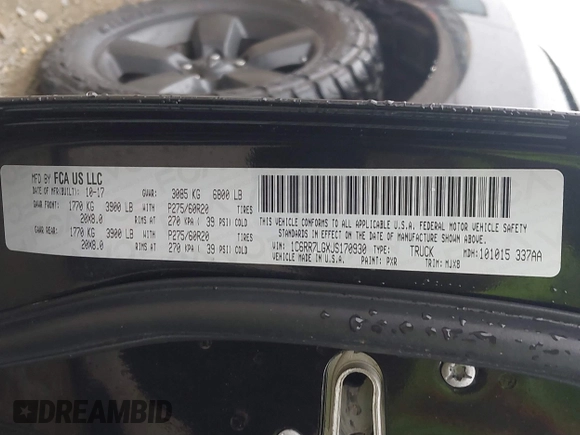 MFD BY FCA US LLC
DATE OF MFR(BUILT): 10-17 GVWR: 3085 KG 6800 LB
GAWR FRONT: 1770 KG 3900 LB WITH P275/60R20 TIRES
20X8.0 RIMS AT 270 KPA ( 39 PSI) COLD
GAWR REAR: 1770 KG 3900 LB WITH P275/60R20 TIRES
20X8.0 RIMS AT 270 KPA ( 39 PSI) COLD
THIS VEHICLE CONFORMS TO ALL APPLICABLE U.S.A. FEDERAL MOTOR VEHICLE SAFETY
STANDARDS IN EFFECT ON THE DATE OF MANUFACTURE SHOWN ABOVE.
VIN: 1C6RR7LGKJS170930 TYPE: TRUCK MDH: 101015 337AA
VEHICLE MADE IN U.S.A. PAINT: PXR TRIM: MJX8
DREAMBID